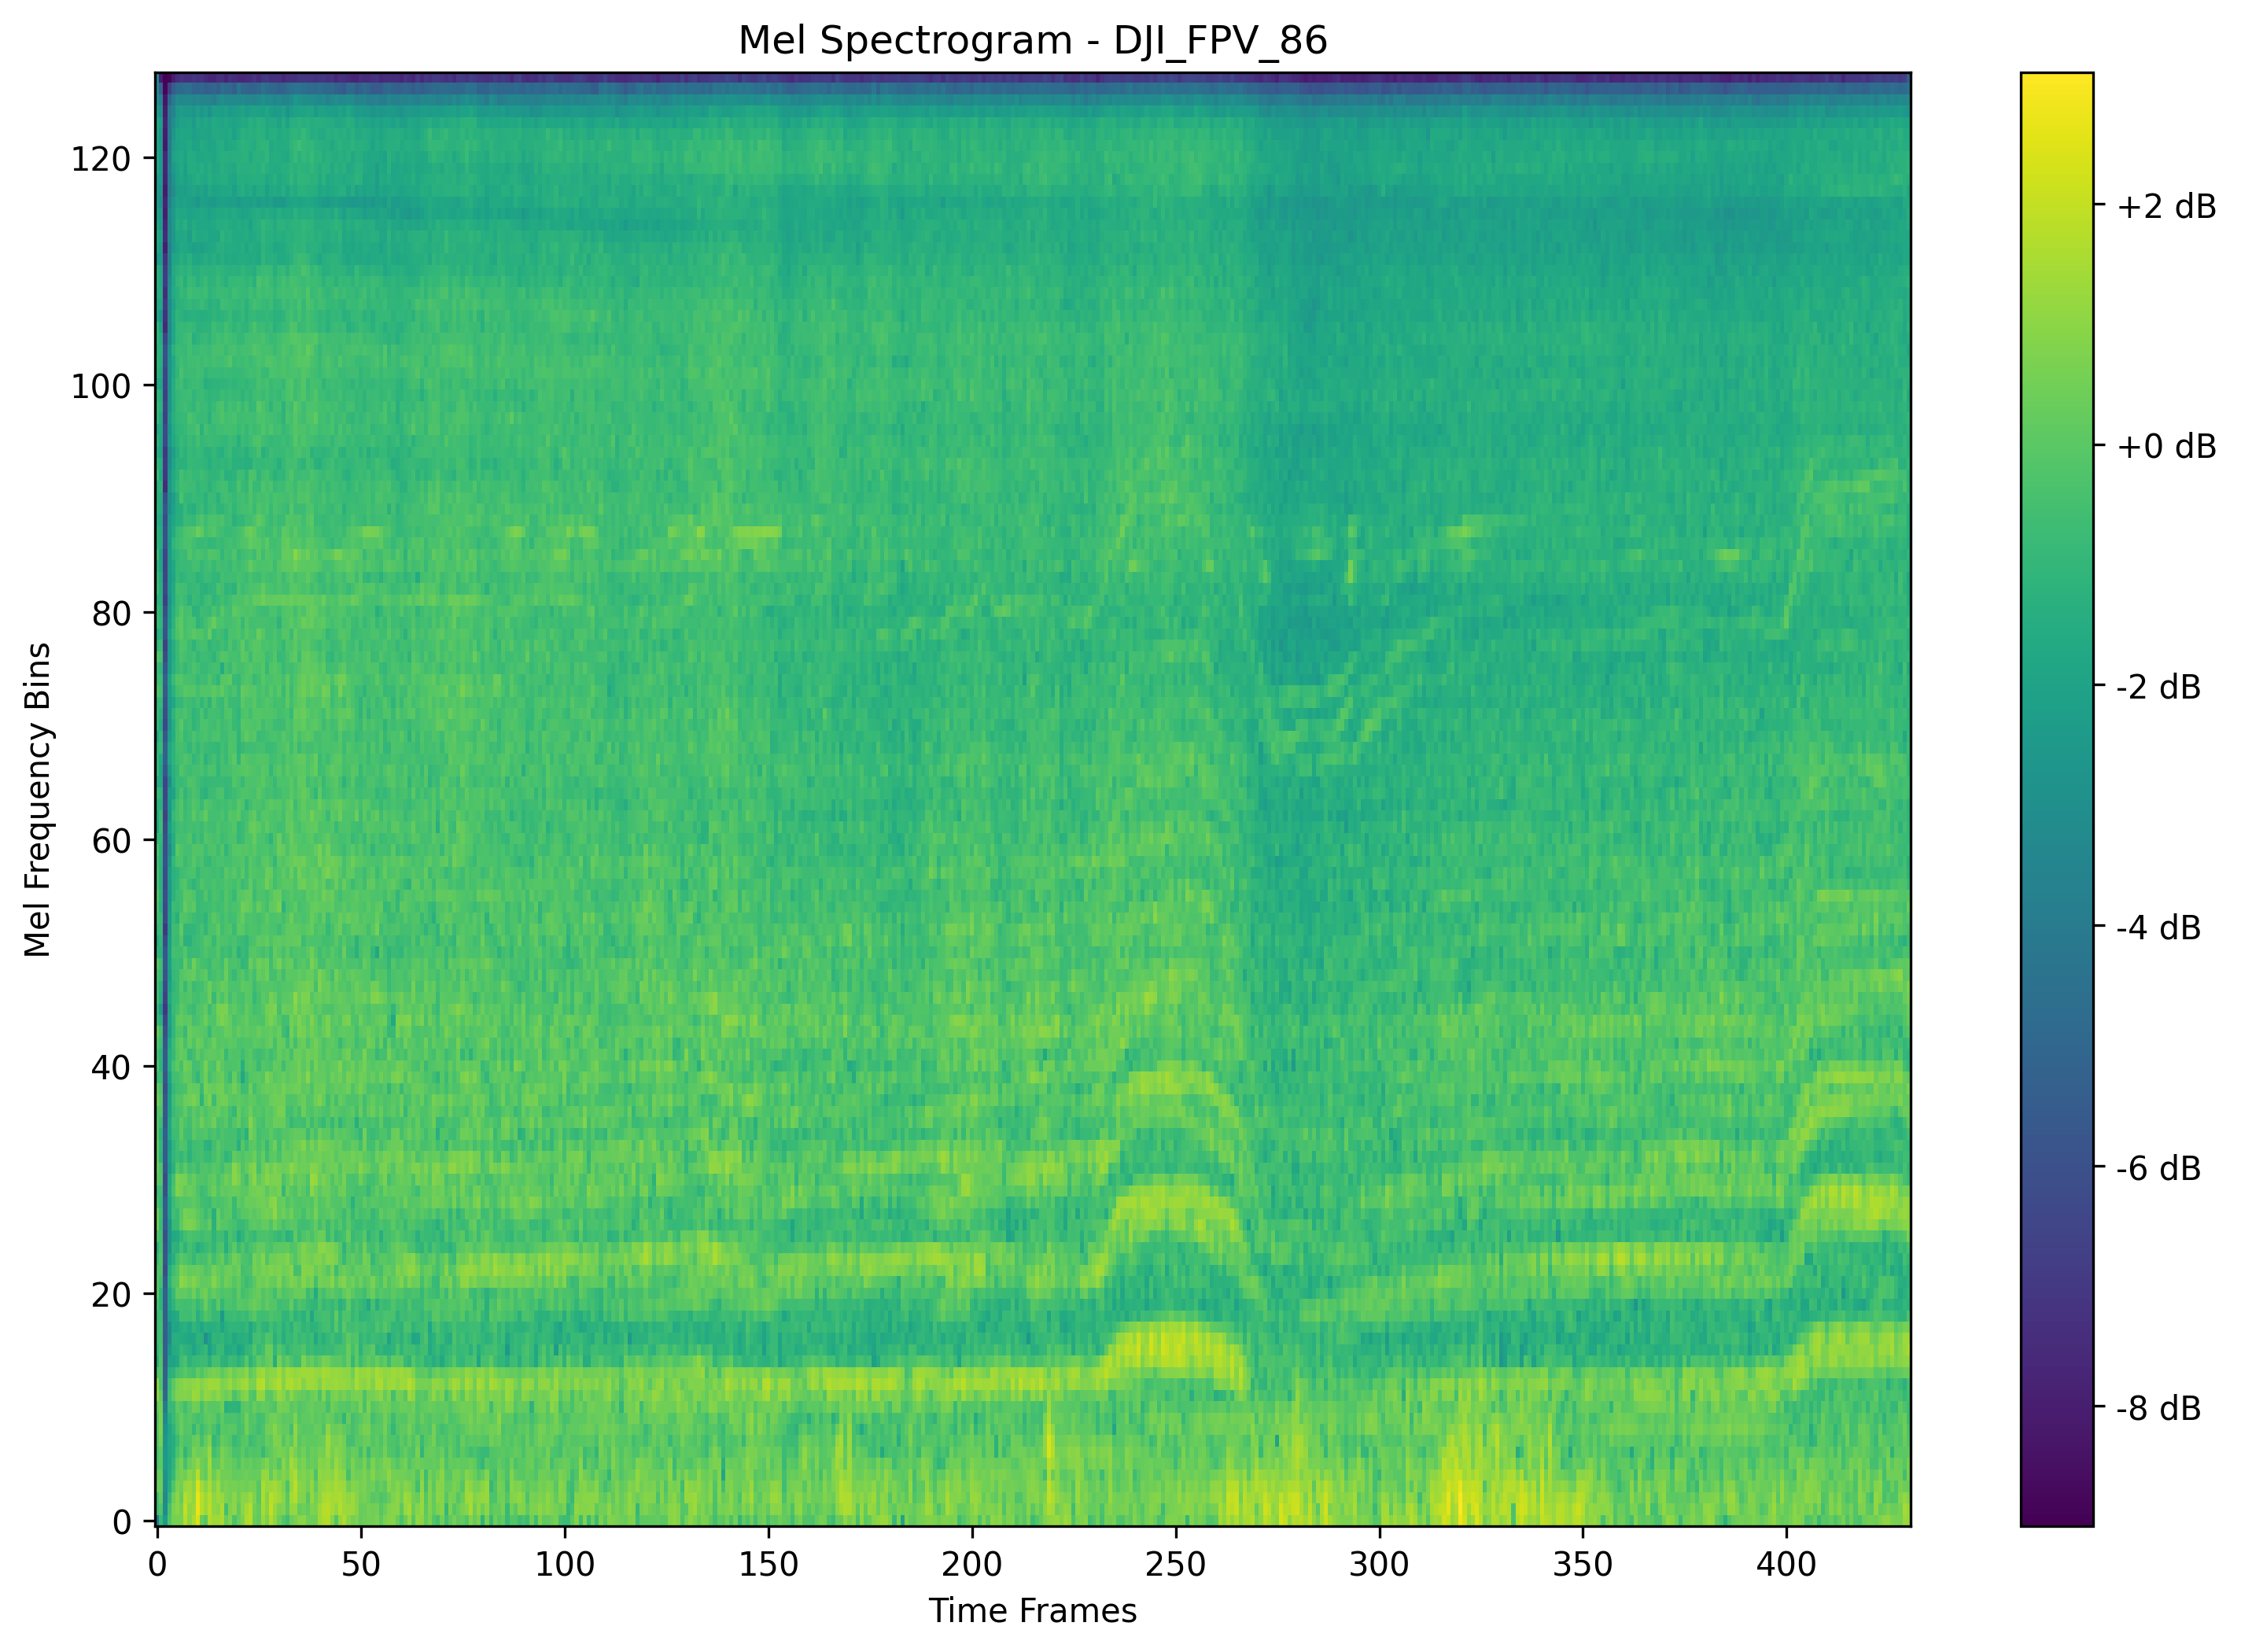 Mel Spectrogram - DJI_FPV_86
Mel Frequency Bins
120
100
80
60
40
20
0
0 50 100 150 200 250 300 350 400
Time Frames
+2 dB
+0 dB
-2 dB
-4 dB
-6 dB
-8 dB